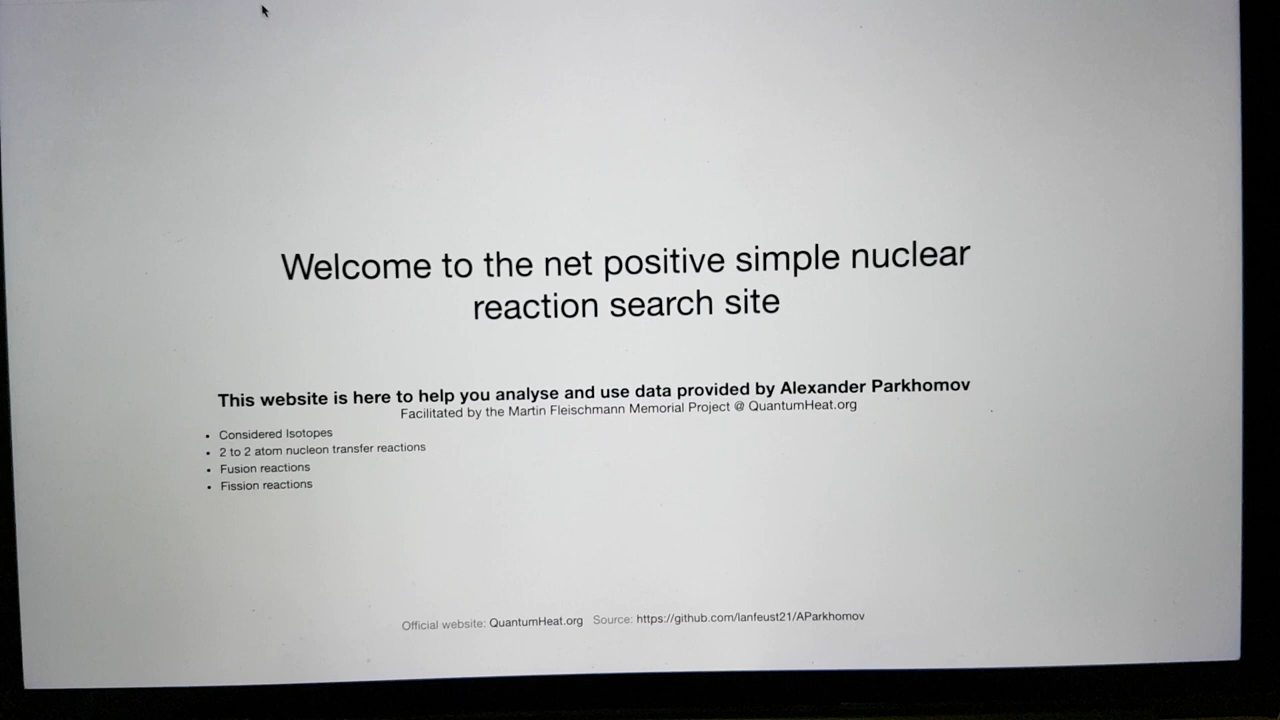 Welcome to the net positive simple nuclear
reaction search site
This website is here to help you analyse and use data provided by Alexander Parkhomov
Facilitated by the Martin Fleischmann Memorial Project @ QuantumHeat.org
• Considered Isotopes
• 2 to 2 atom nucleon transfer reactions
• Fusion reactions
• Fission reactions
Official website: QuantumHeat.org Source: https://github.com/lanfeust21/AParkhomov